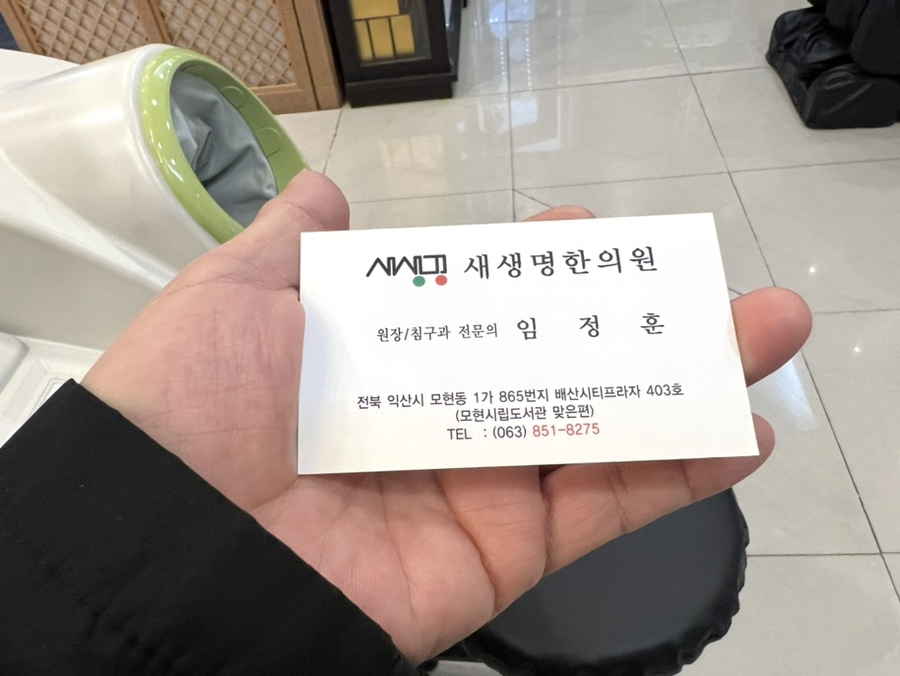 새생명 새생명한의원
원장/침구과 전문의 임 정 훈
전북 익산시 모현동 1가 865번지 배산시티프라자 403호
(모현시립도서관 맞은편)
TEL : (063) 851-8275